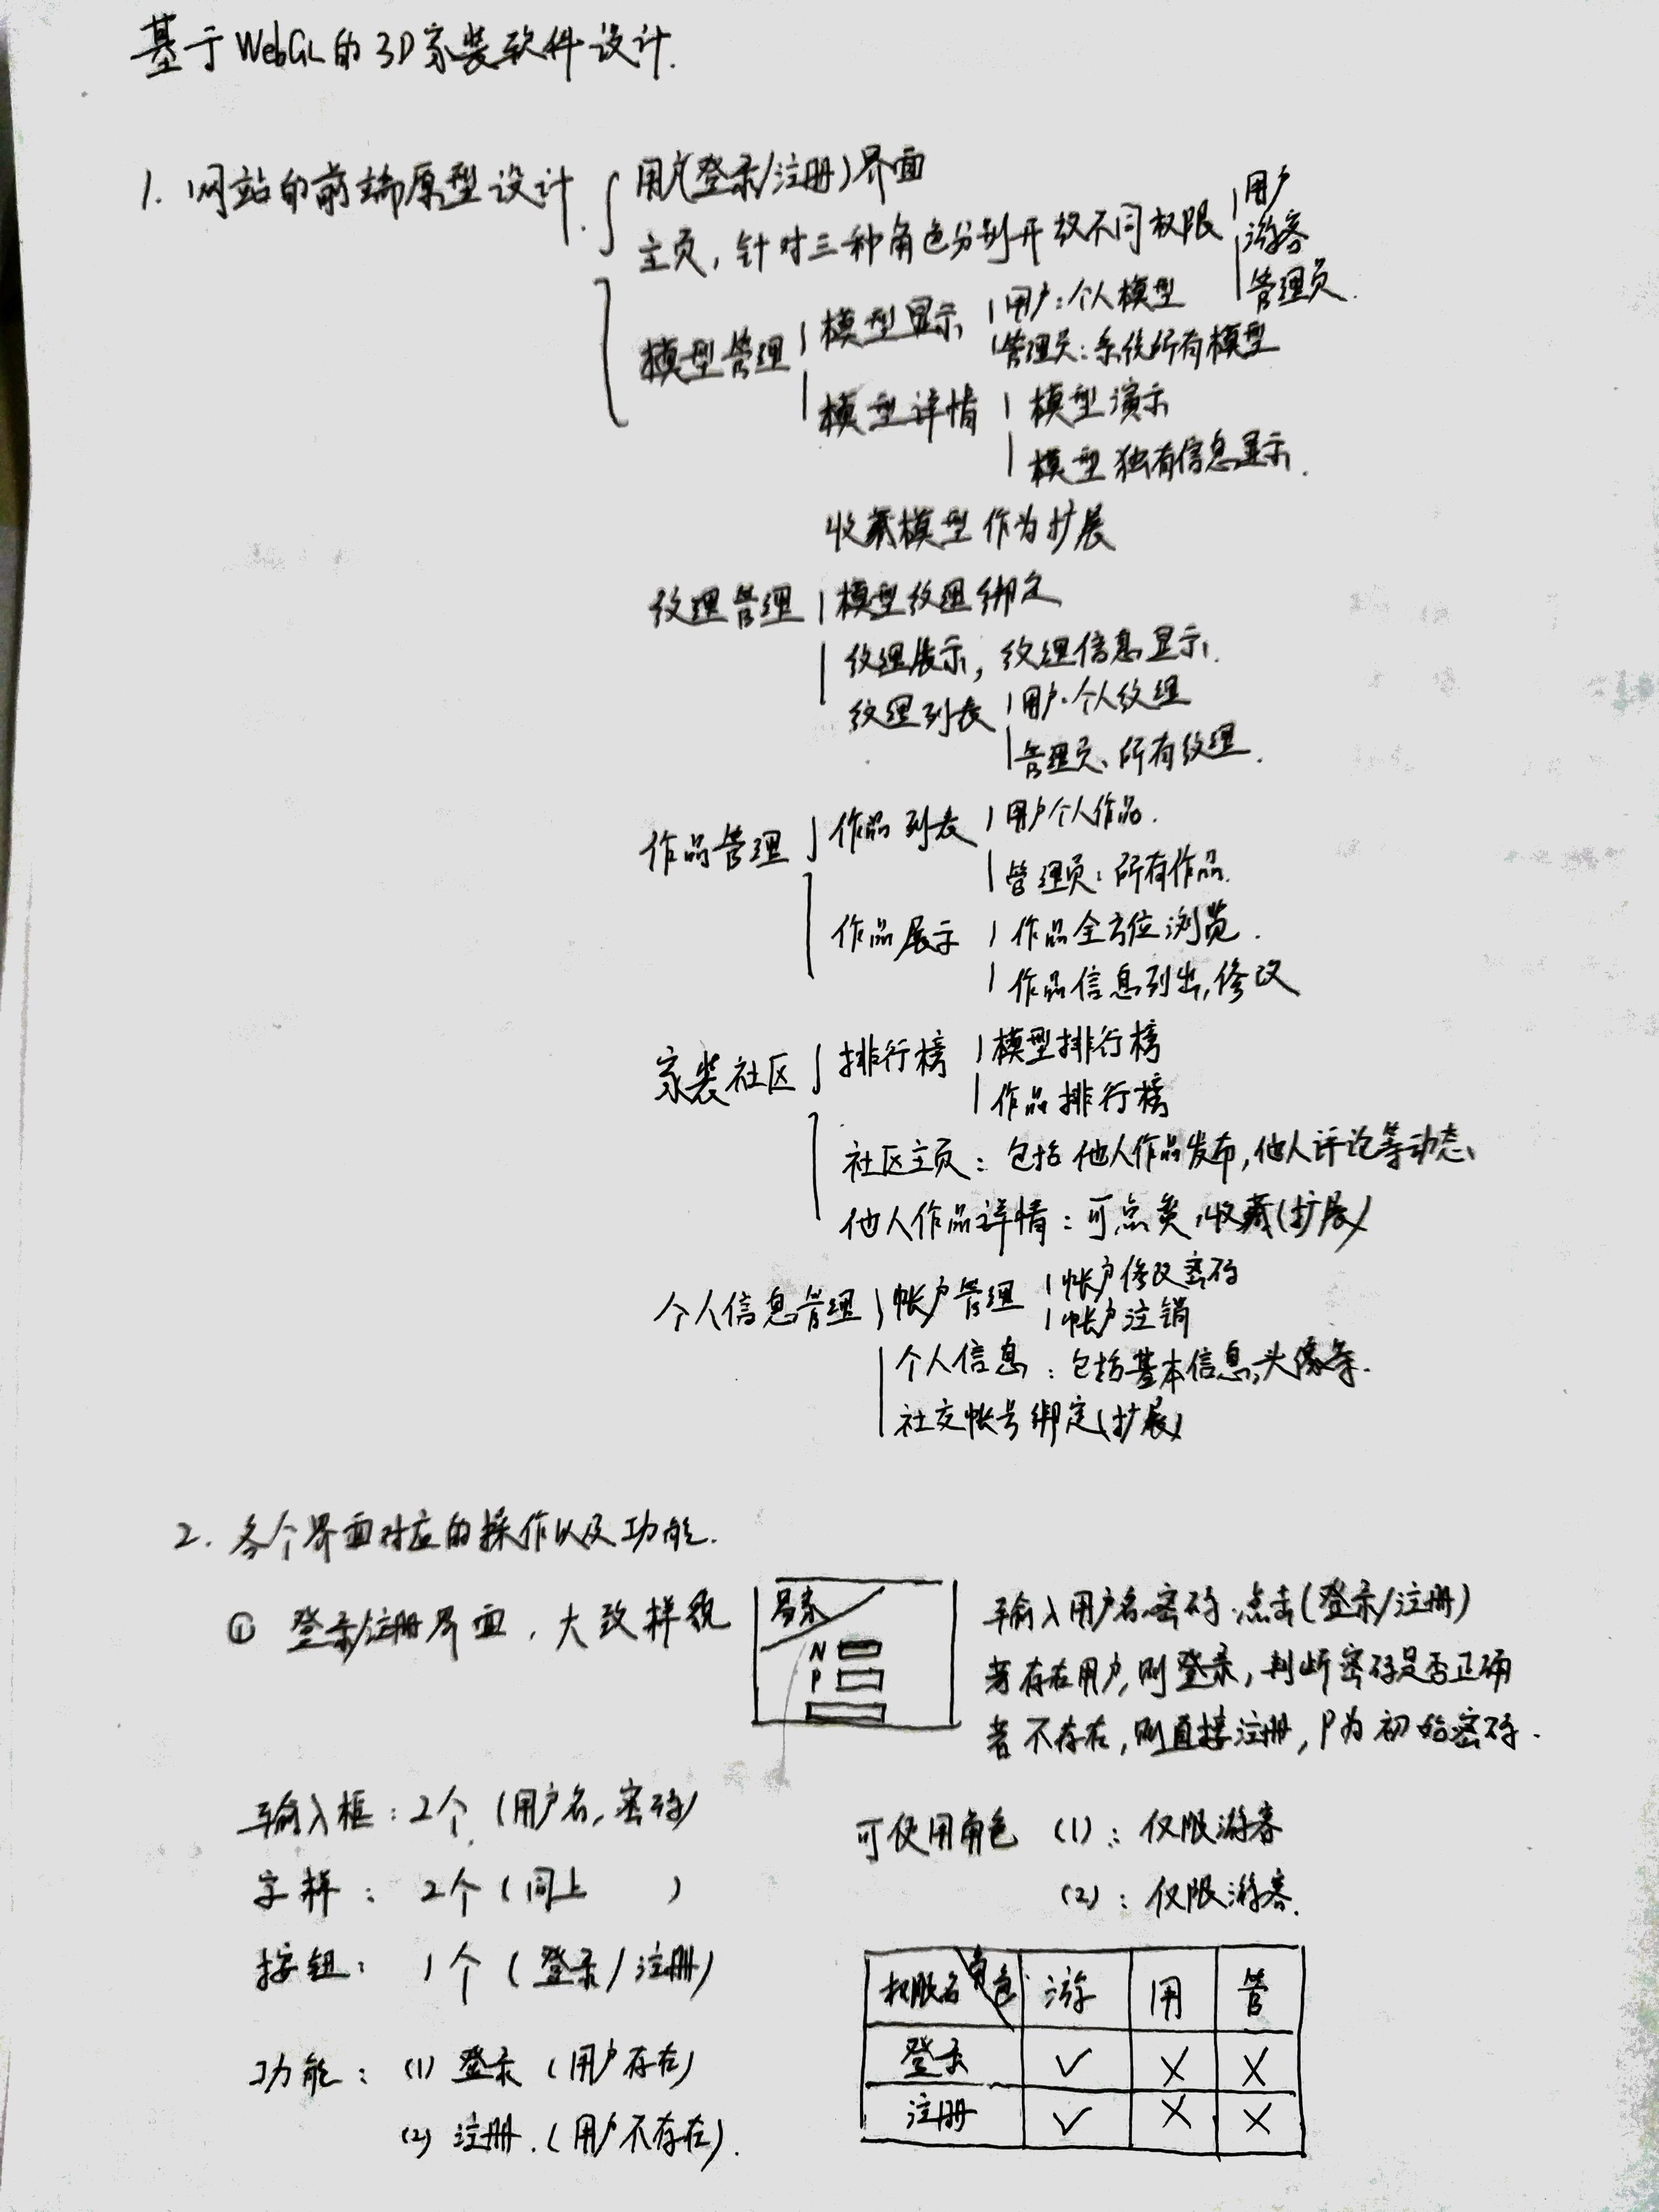 基于WebGL的3D家装软件设计.
1. 网站的前端原型设计.
用户(登录/注册)界面
主页,针对三种角色分别开放不同权限
用户
游客
管理员.
模型管理
模型显示
用户:个人模型
管理员:系统所有模型
模型详情
模型演示
模型独有信息显示.
收藏模型作为扩展
纹理管理
模型纹理绑定
纹理展示,纹理信息显示.
纹理列表
用户.个人纹理
管理员、所有纹理.
作品管理
作品列表
用户个人作品.
管理员:所有作品.
作品展示
作品全方位浏览.
作品信息列出,修改
家装社区
排行榜
模型排行榜
作品排行榜
社区主页:包括他人作品发布,他人评论等动态、
他人作品详情:可点赞,收藏(扩展)
个人信息管理
帐户管理
帐户修改密码
帐户注销
个人信息:包括基本信息,头像等.
社交帐号绑定(扩展)
2. 各个界面对应的操作以及功能.
① 登录/注册界面,大致样貌
N
P
输入用户名,密码.点击(登录/注册)
若存在用户,则登录,判断密码是否正确
若不存在,则直接注册,P为初始密码.
输入框:2个(用户名,密码)
字样: 2个(同上 )
按钮: 1个(登录/注册)
功能: (1) 登录(用户存在)
(2) 注册.(用户不存在).
可使用角色 (1):仅限游客
(2):仅限游客.
权限名 角色 游 用 管
登录 ✓ × ×
注册 ✓ × ×